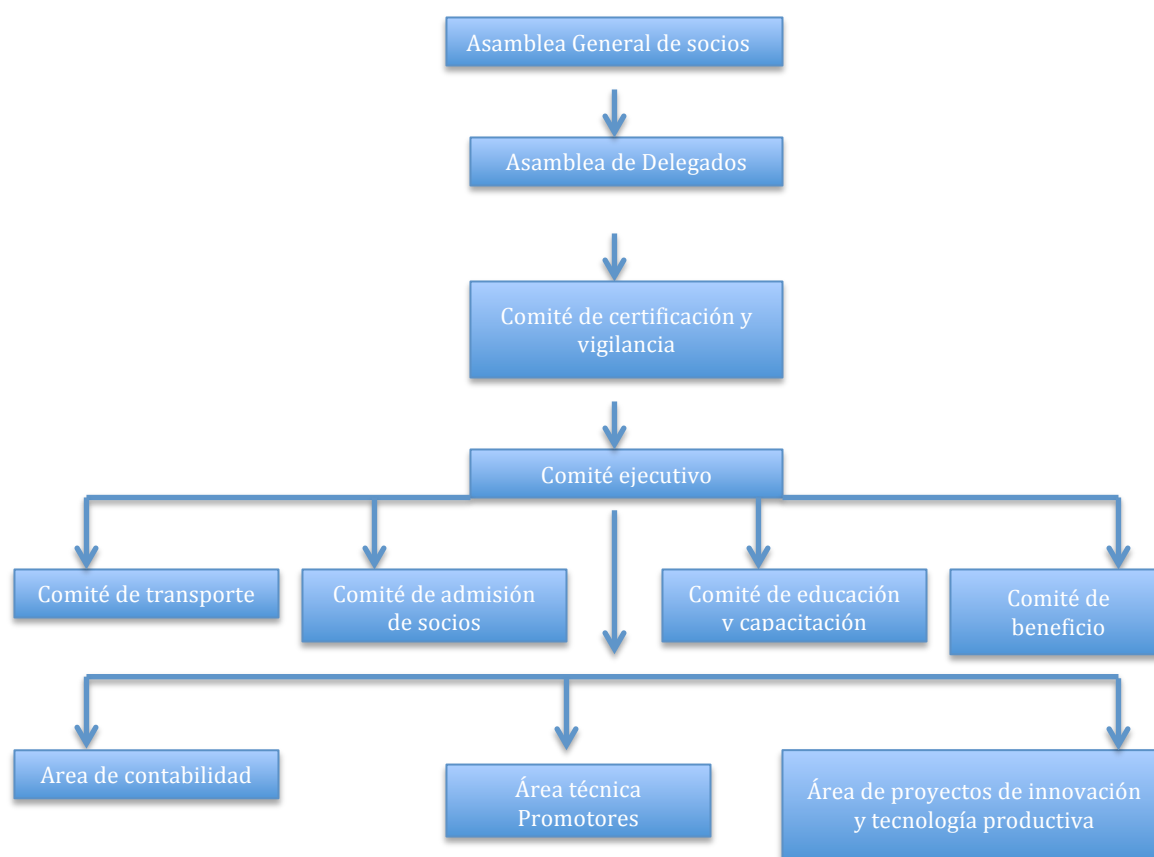 Asamblea General de socios
Asamblea de Delegados
Comité de certificación y
vigilancia
Comité ejecutivo
Comité de transporte
Comité de admisión
de socios
Comité de educación
y capacitación
Comité de
beneficio
Area de contabilidad
Área técnica
Promotores
Área de proyectos de innovación
y tecnología productiva